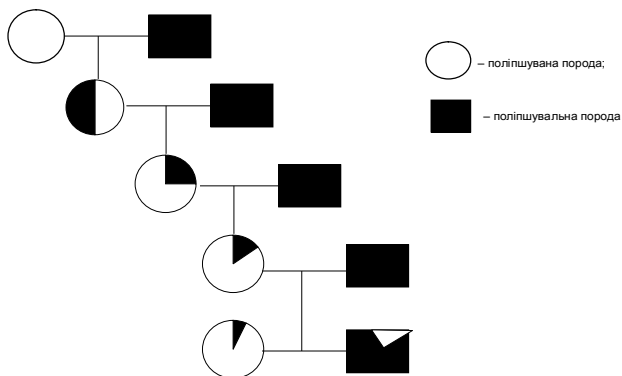 – поліпшувана порода;
– поліпшувальна порода